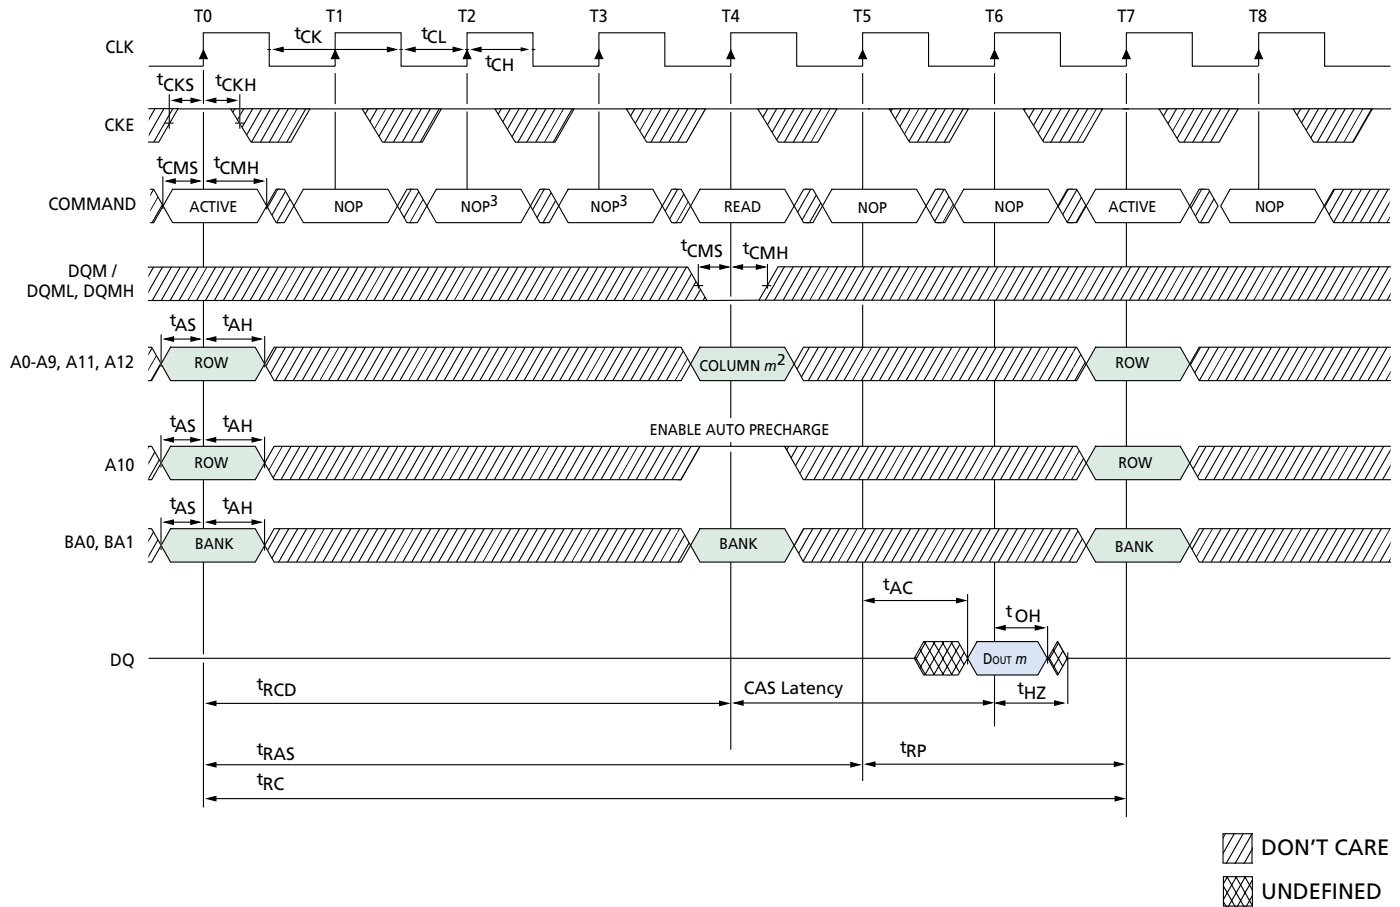 T0 T1 T2 T3 T4 T5 T6 T7 T8
CLK
tCK tCL
tCH
tCKS tCKH
CKE
tCMS tCMH
COMMAND ACTIVE NOP NOP3 NOP3 READ NOP NOP ACTIVE NOP
tCMS tCMH
DQM /
DQML, DQMH
tAS tAH
A0-A9, A11, A12 ROW COLUMN m2 ROW
tAS tAH
ENABLE AUTO PRECHARGE
A10 ROW ROW
tAS tAH
BA0, BA1 BANK BANK BANK
tAC
tOH
DQ DOUT m
tRCD CAS Latency tHZ
tRAS tRP
tRC
DON'T CARE
UNDEFINED